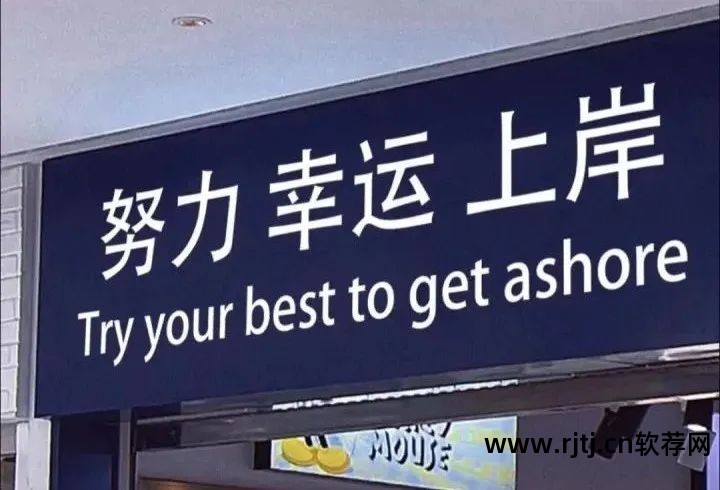 努力 幸运 上岸
Try your best to get ashore
MOUSE
www.rjtj.cn软荐网